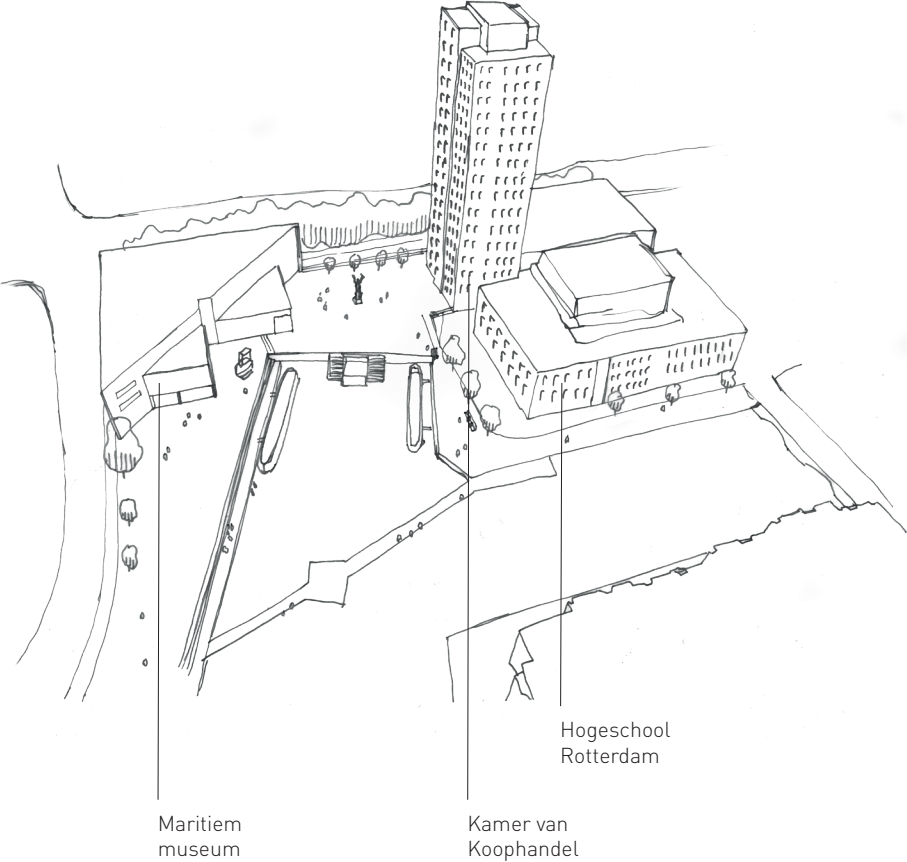 Hogeschool
Rotterdam
Maritiem
museum
Kamer van
Koophandel